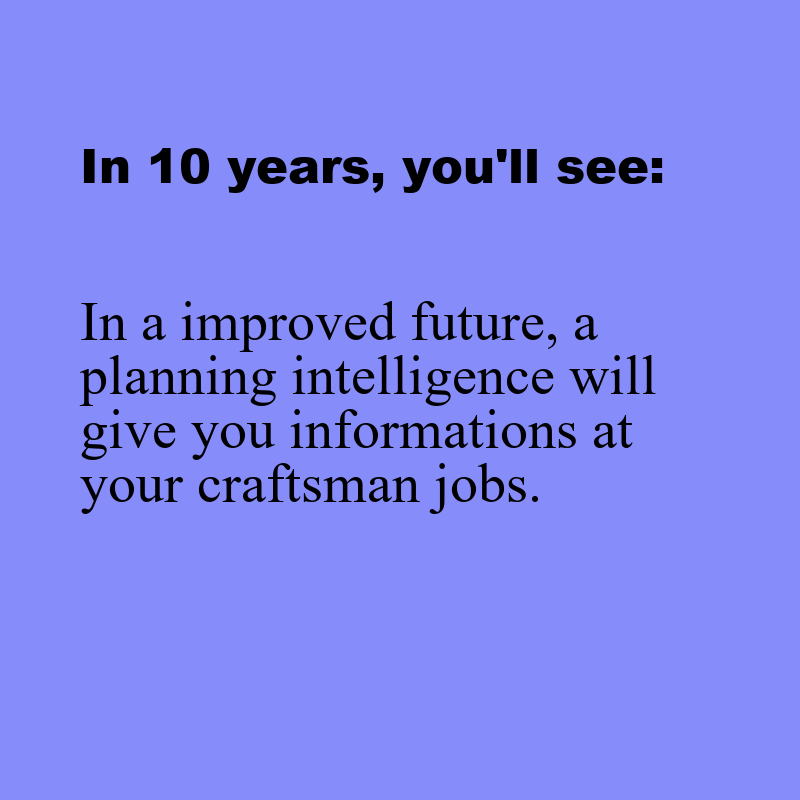 In 10 years, you'll see:
In a improved future, a
planning intelligence will
give you informations at
your craftsman jobs.